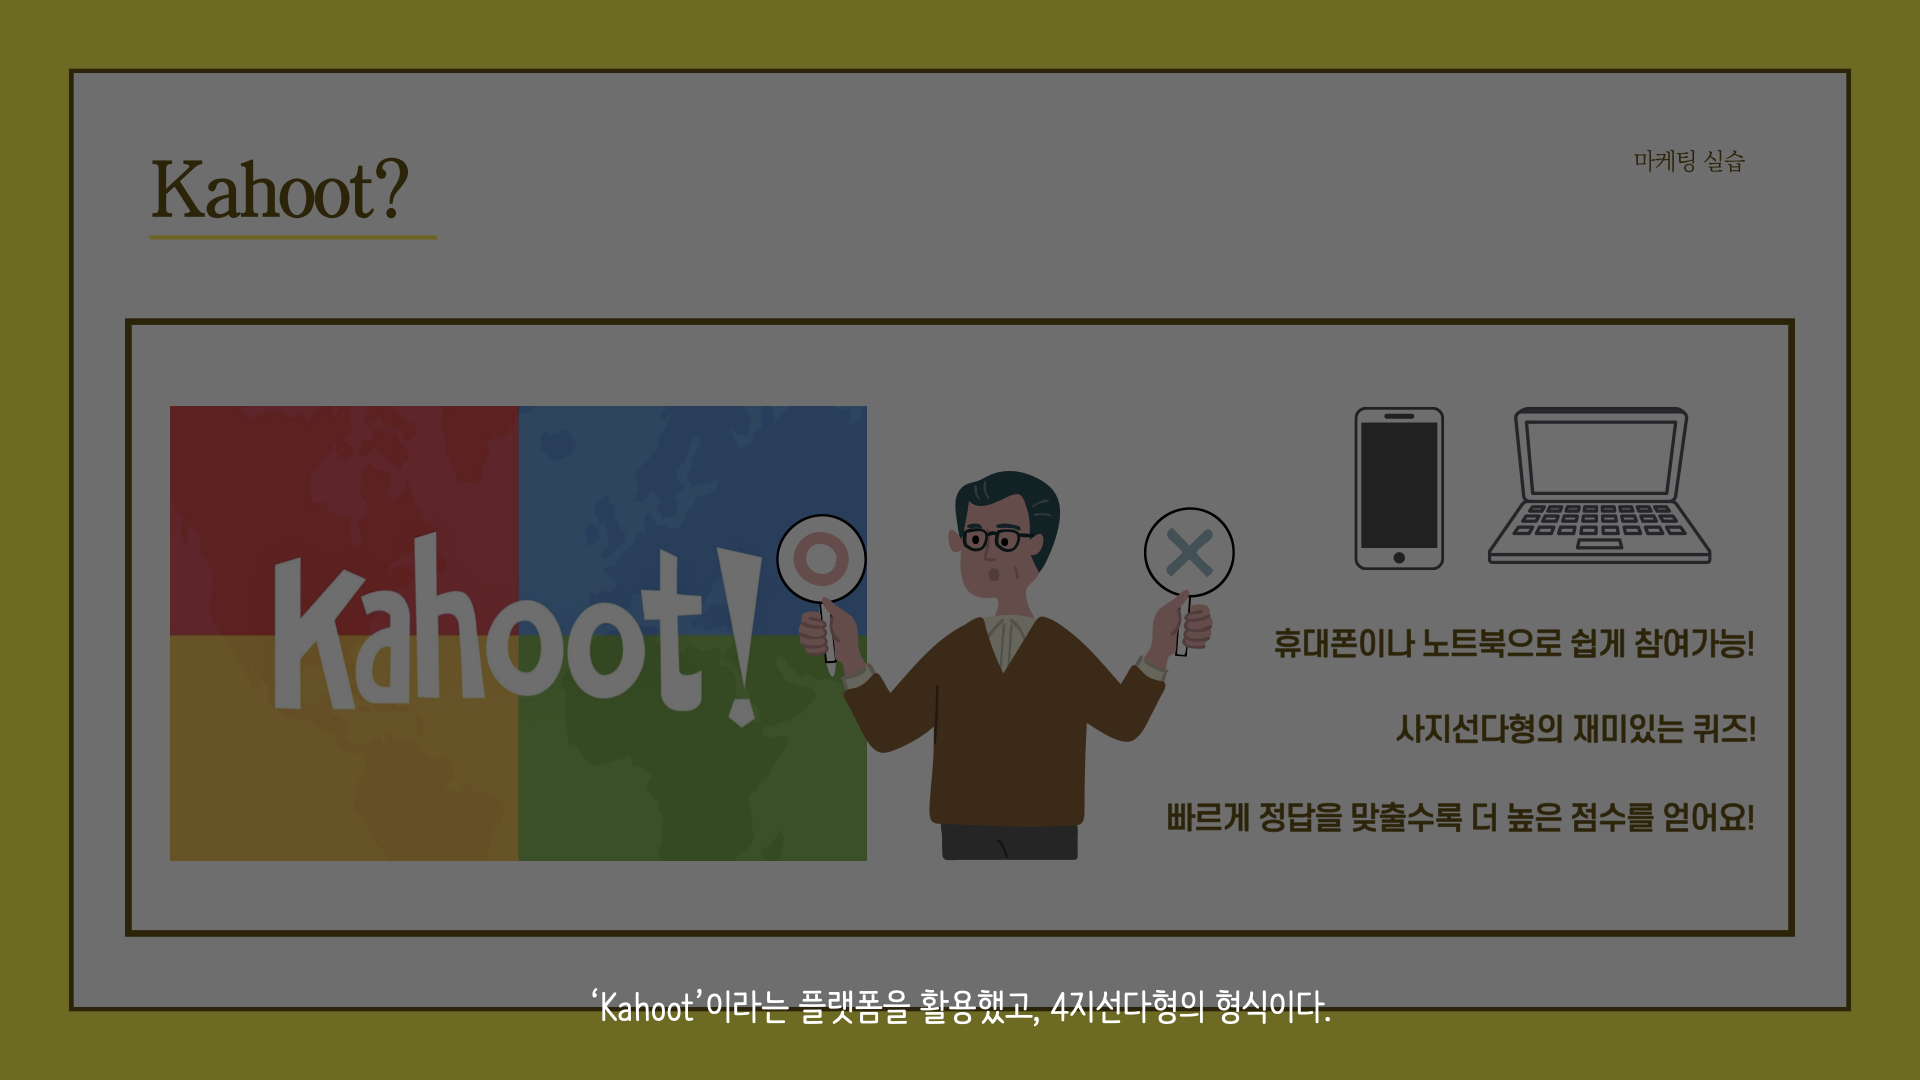 Kahoot?
마케팅 실습
Kahoot!
휴대폰이나 노트북으로 쉽게 참여가능!
사지선다형의 재미있는 퀴즈!
빠르게 정답을 맞출수록 더 높은 점수를 얻어요!
‘Kahoot’이라는 플랫폼을 활용했고, 4지선다형의 형식이다.